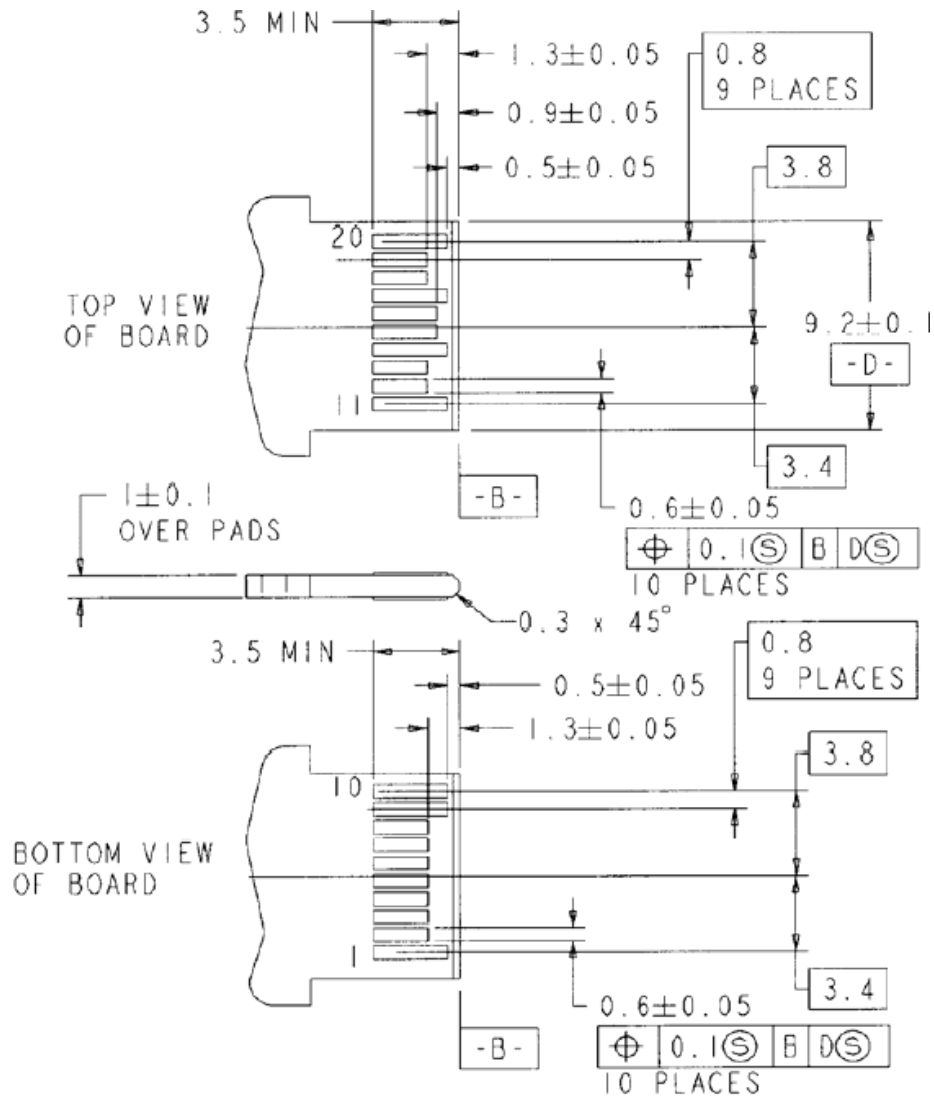 3.5 MIN
1.3±0.05
0.8
9 PLACES
0.9±0.05
0.5±0.05
3.8
20
TOP VIEW
OF BOARD
9.2±0.1
-D-
11
3.4
-B-
1±0.1
OVER PADS
0.6±0.05
⌖ 0.1Ⓢ B DⓈ
10 PLACES
0.3 x 45°
3.5 MIN
0.8
9 PLACES
0.5±0.05
1.3±0.05
3.8
10
BOTTOM VIEW
OF BOARD
1
3.4
0.6±0.05
-B-
⌖ 0.1Ⓢ B DⓈ
10 PLACES